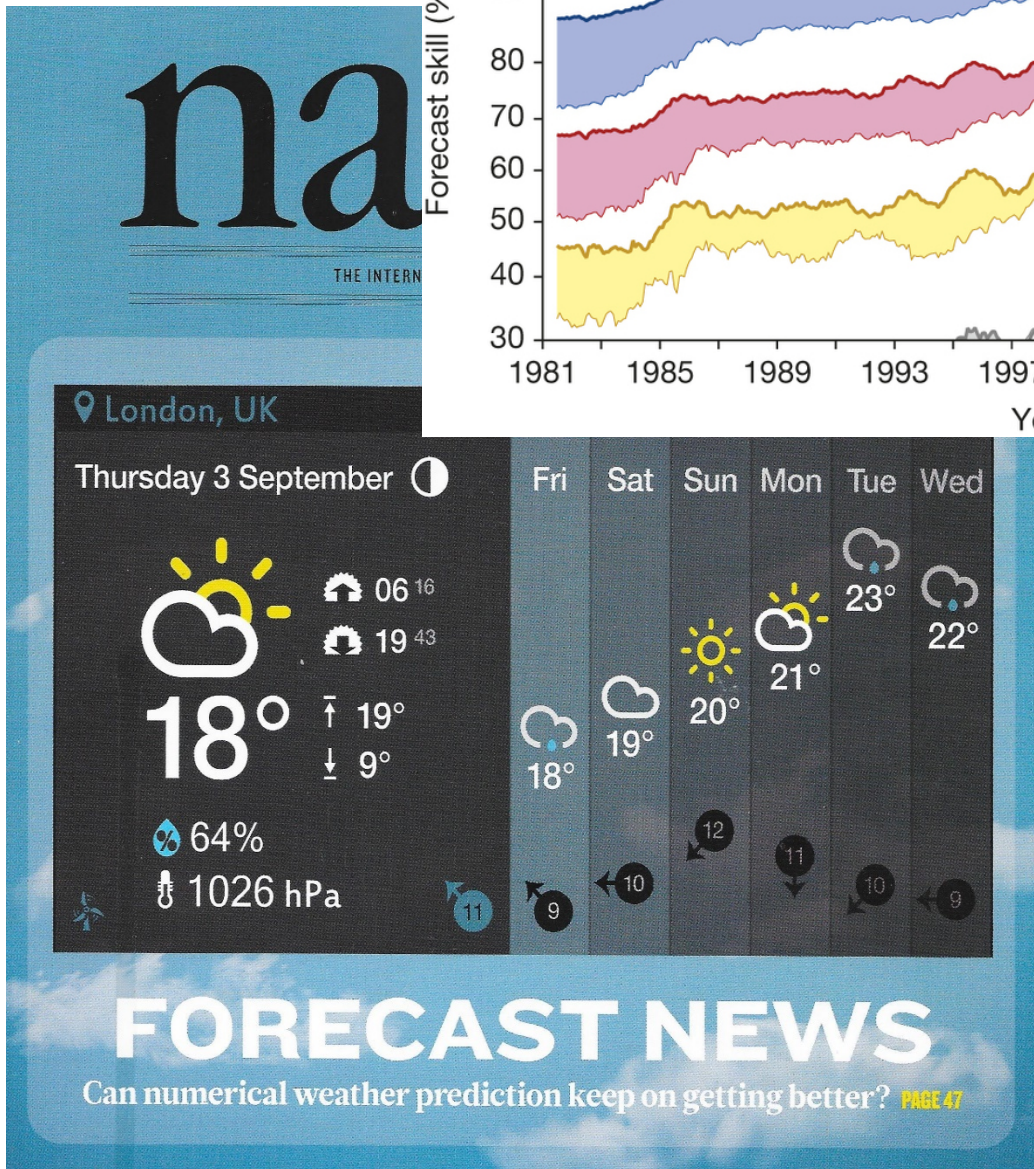 na
THE INTERN
Forecast skill (%
80
70
60
50
40
30
1981 1985 1989 1993 1997
Ye
London, UK
Thursday 3 September
Fri Sat Sun Mon Tue Wed
06 16
19 43
18°
19°
9°
64%
1026 hPa
11
18° 19° 20° 21° 23° 22°
9 10 12 11 10 9
FORECAST NEWS
Can numerical weather prediction keep on getting better? PAGE 47